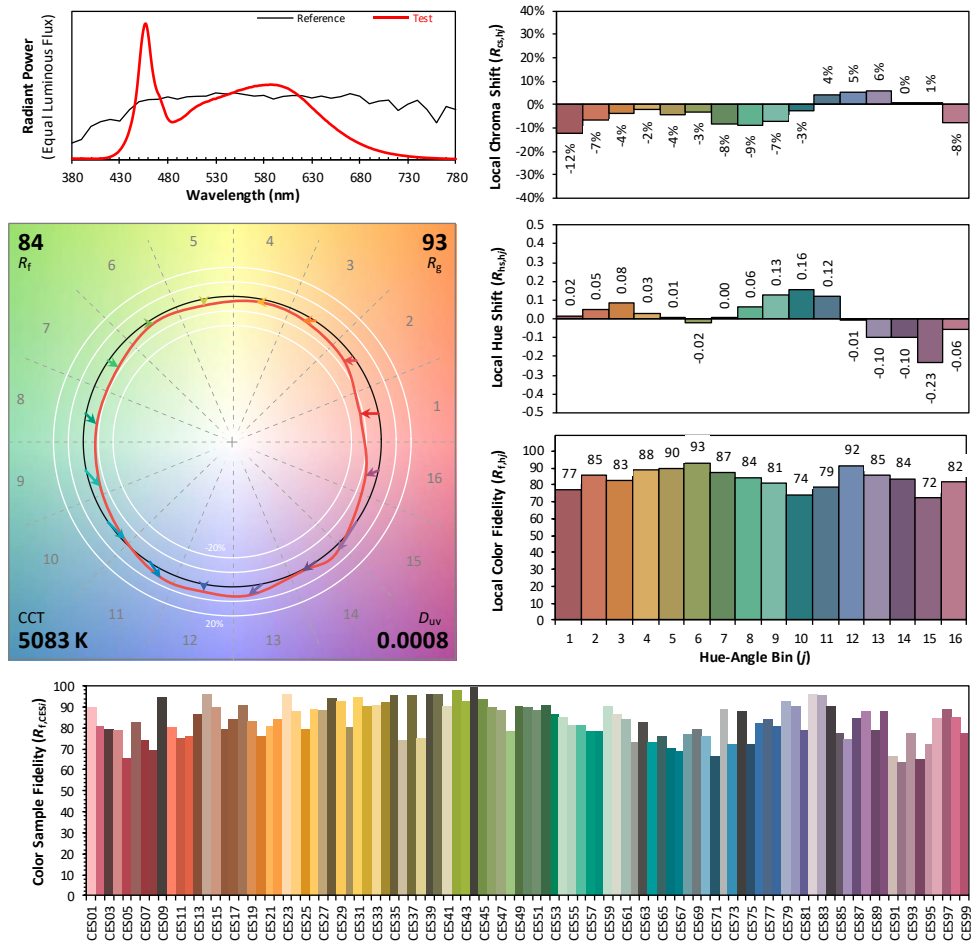 Reference
Test
Radiant Power
(Equal Luminous Flux)
380 430 480 530 580 630 680 730 780
Wavelength (nm)
Local Chroma Shift (Rcs,hj)
40%
30%
20%
10%
0%
-10%
-20%
-30%
-40%
-12% -7% -4% -2% -4% -3% -8% -9% -7% -3% 4% 5% 6% 0% 1% -8%
84
Rf
93
Rg
5 4
6 3
7 2
8 1
9 16
10 15
11 14
12 13
-20%
20%
CCT
5083 K
Duv
0.0008
Local Hue Shift (Rhs,hj)
0.5
0.4
0.3
0.2
0.1
0.0
-0.1
-0.2
-0.3
-0.4
-0.5
0.02 0.05 0.08 0.03 0.01 -0.02 0.00 0.06 0.13 0.16 0.12 -0.01 -0.10 -0.10 -0.23 -0.06
Local Color Fidelity (Rf,hj)
100
90
80
70
60
50
40
30
20
10
0
77 85 83 88 90 93 87 84 81 74 79 92 85 84 72 82
1 2 3 4 5 6 7 8 9 10 11 12 13 14 15 16
Hue-Angle Bin (j)
Color Sample Fidelity (Rf,CESi)
100
90
80
70
60
50
40
30
20
10
0
CES01 CES03 CES05 CES07 CES09 CES11 CES13 CES15 CES17 CES19 CES21 CES23 CES25 CES27 CES29 CES31 CES33 CES35 CES37 CES39 CES41 CES43 CES45 CES47 CES49 CES51 CES53 CES55 CES57 CES59 CES61 CES63 CES65 CES67 CES69 CES71 CES73 CES75 CES77 CES79 CES81 CES83 CES85 CES87 CES89 CES91 CES93 CES95 CES97 CES99